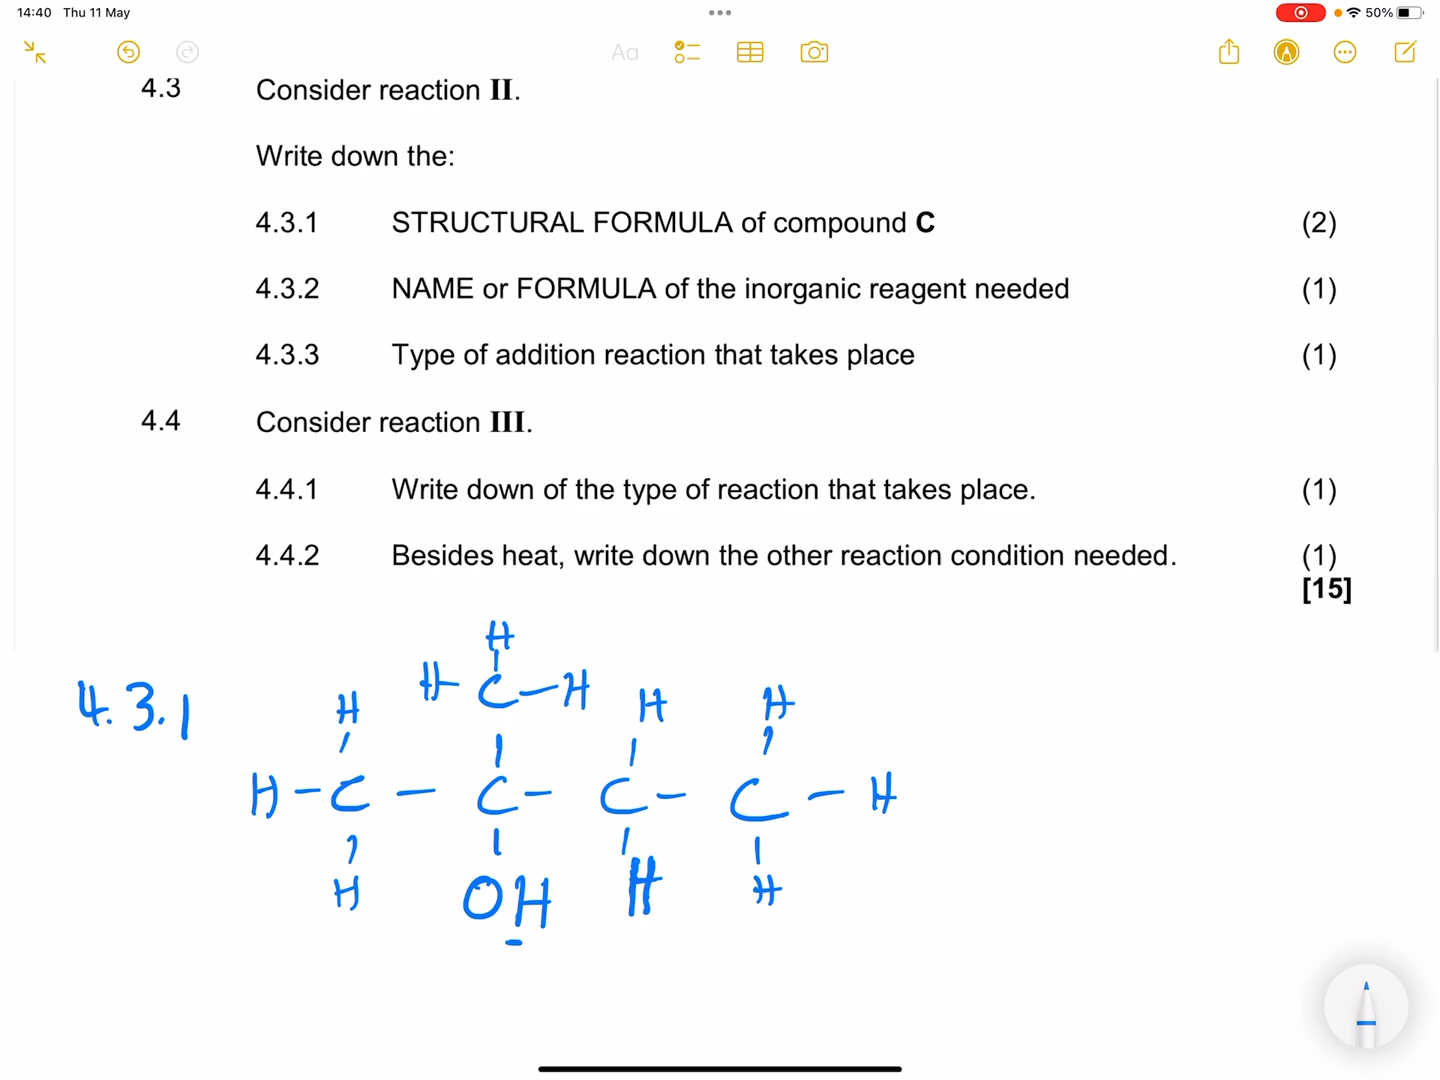 14:40 Thu 11 May 50%
Aa
4.3 Consider reaction II.
Write down the:
4.3.1 STRUCTURAL FORMULA of compound C (2)
4.3.2 NAME or FORMULA of the inorganic reagent needed (1)
4.3.3 Type of addition reaction that takes place (1)
4.4 Consider reaction III.
4.4.1 Write down of the type of reaction that takes place. (1)
4.4.2 Besides heat, write down the other reaction condition needed. (1)
[15]
H
4.3.1 H H-C-H H H
H-C-C-C-C-H
H OH H H